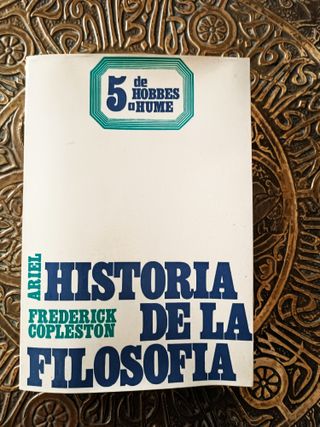 5 de
HOBBES
a HUME
ARIEL
HISTORIA
FREDERICK
COPLESTON
DE LA
FILOSOFIA